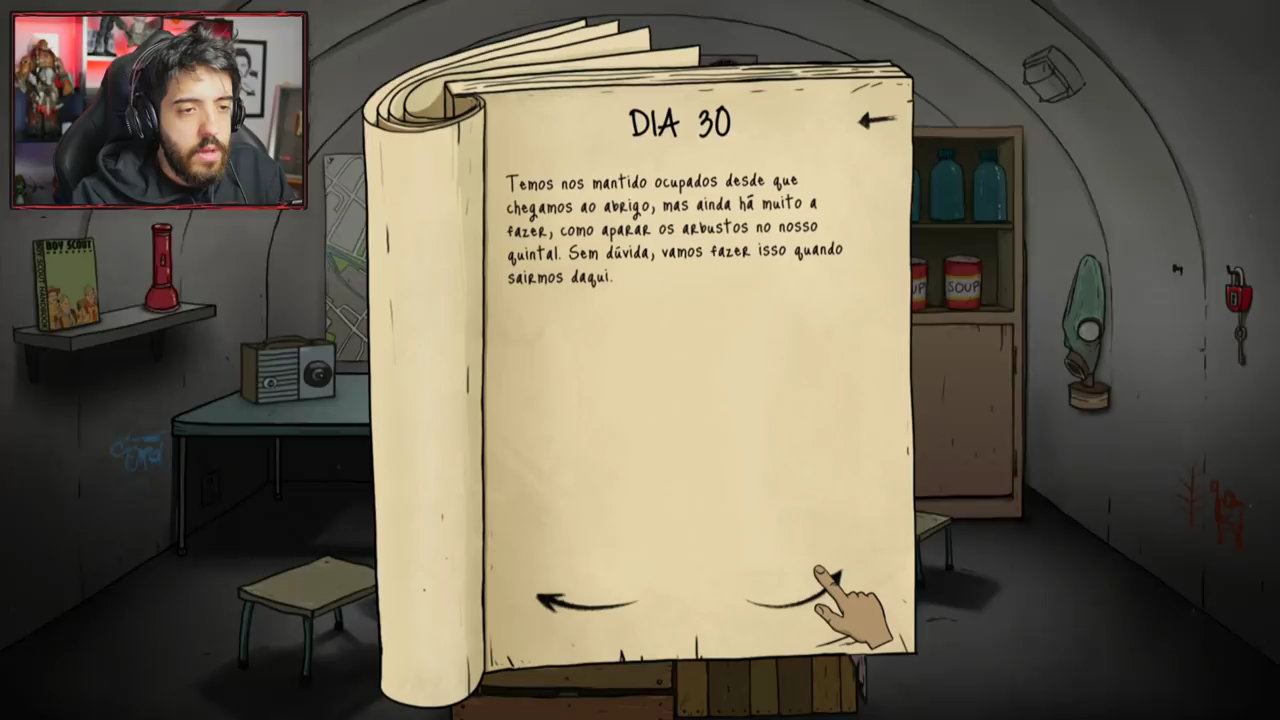 DIA 30
Temos nos mantido ocupados desde que
chegamos ao abrigo, mas ainda há muito a
fazer, como aparar os arbustos no nosso
quintal. Sem dúvida, vamos fazer isso quando
sairmos daqui.
BOY SCOUT
UP
SOUP